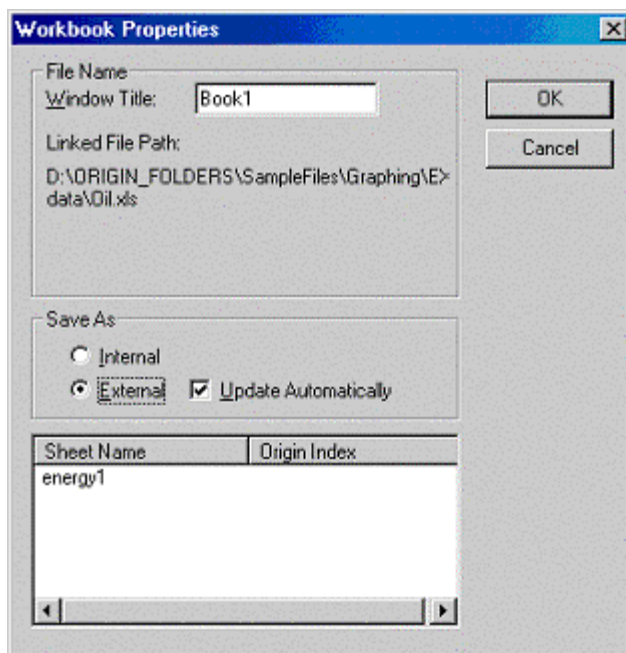 Workbook Properties
File Name
Window Title: Book1
OK
Linked File Path:
Cancel
D:\ORIGIN_FOLDERS\SampleFiles\Graphing\E
data\Oil.xls
Save As
Internal
External Update Automatically
Sheet Name Origin Index
energy1